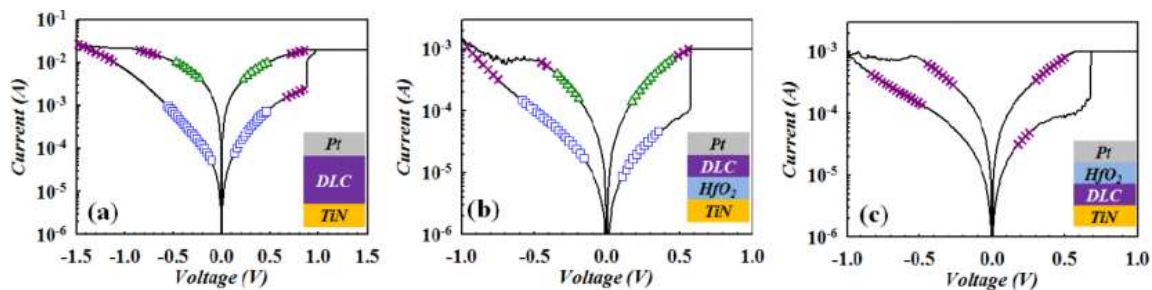 10⁻¹
10⁻²
10⁻³
10⁻⁴
10⁻⁵
10⁻⁶
Current (A)
-1.5 -1.0 -0.5 0.0 0.5 1.0 1.5
Voltage (V)
(a)
Pt
DLC
TiN
10⁻²
10⁻³
10⁻⁴
10⁻⁵
10⁻⁶
Current (A)
-1.0 -0.5 0.0 0.5 1.0
Voltage (V)
(b)
Pt
DLC
HfO₂
TiN
10⁻²
10⁻³
10⁻⁴
10⁻⁵
10⁻⁶
Current (A)
-1.0 -0.5 0.0 0.5 1.0
Voltage (V)
(c)
Pt
HfO₂
DLC
TiN